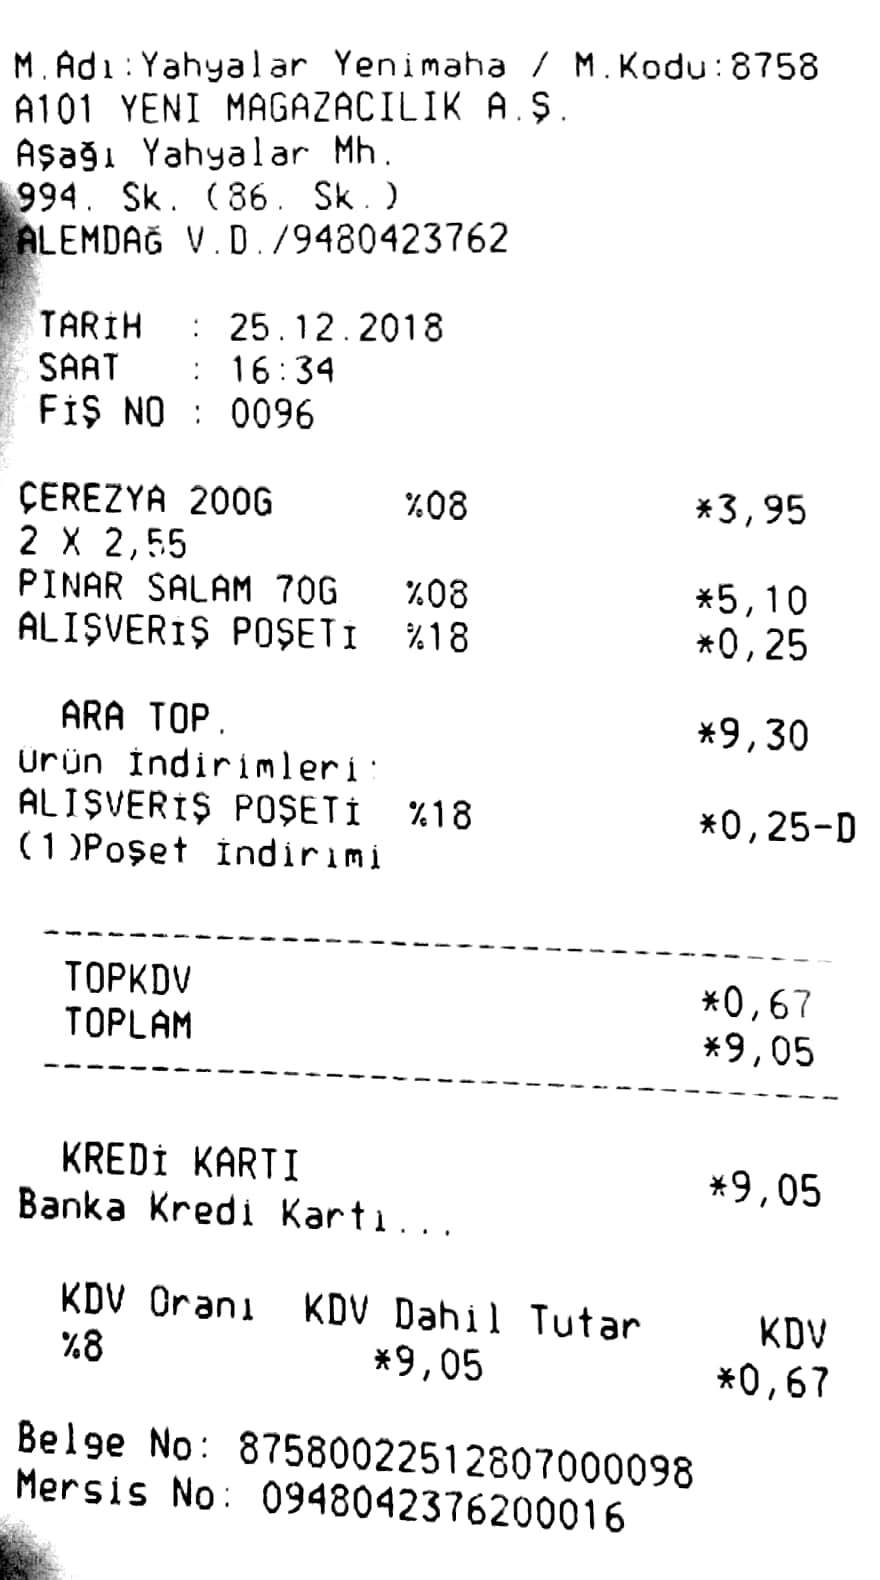 M.Adı:Yahyalar Yenimaha / M.Kodu:8758
A101 YENI MAGAZACILIK A.Ş.
Aşağı Yahyalar Mh.
994. Sk. (86. Sk.)
ALEMDAĞ V.D./9480423762
TARİH : 25.12.2018
SAAT : 16:34
FİŞ NO : 0096
ÇEREZYA 200G %08 *3,95
2 X 2,55
PINAR SALAM 70G %08 *5,10
ALIŞVERİŞ POŞETİ %18 *0,25
ARA TOP. *9,30
Ürün İndirimleri:
ALIŞVERİŞ POŞETİ %18 *0,25-D
(1)Poşet İndirimi
TOPKDV *0,67
TOPLAM *9,05
KREDİ KARTI *9,05
Banka Kredi Kartı...
KDV Oranı KDV Dahil Tutar KDV
%8 *9,05 *0,67
Belge No: 87580022512807000098
Mersis No: 0948042376200016